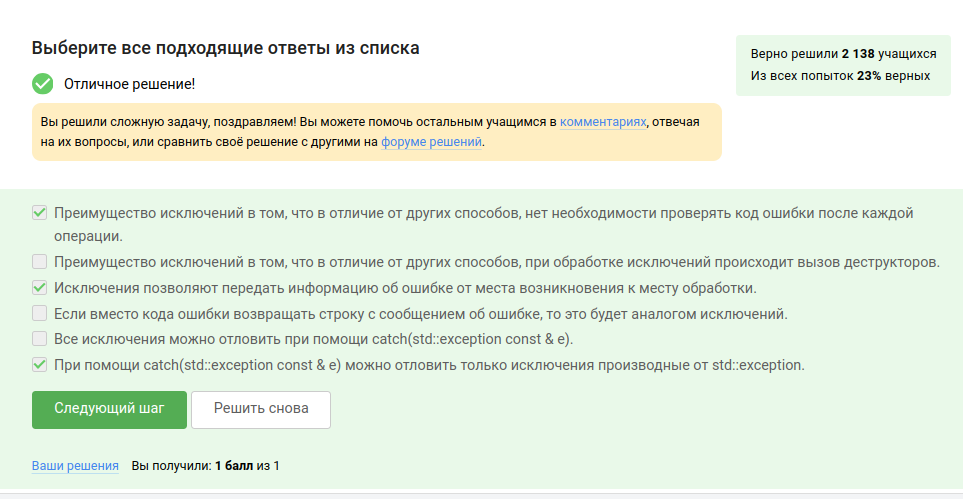 Выберите все подходящие ответы из списка
Верно решили 2 138 учащихся
Из всех попыток 23% верных
Отличное решение!
Вы решили сложную задачу, поздравляем! Вы можете помочь остальным учащимся в комментариях, отвечая
на их вопросы, или сравнить своё решение с другими на форуме решений.
Преимущество исключений в том, что в отличие от других способов, нет необходимости проверять код ошибки после каждой
операции.
Преимущество исключений в том, что в отличие от других способов, при обработке исключений происходит вызов деструкторов.
Исключения позволяют передать информацию об ошибке от места возникновения к месту обработки.
Если вместо кода ошибки возвращать строку с сообщением об ошибке, то это будет аналогом исключений.
Все исключения можно отловить при помощи catch(std::exception const & e).
При помощи catch(std::exception const & e) можно отловить только исключения производные от std::exception.
Следующий шаг
Решить снова
Ваши решения Вы получили: 1 балл из 1